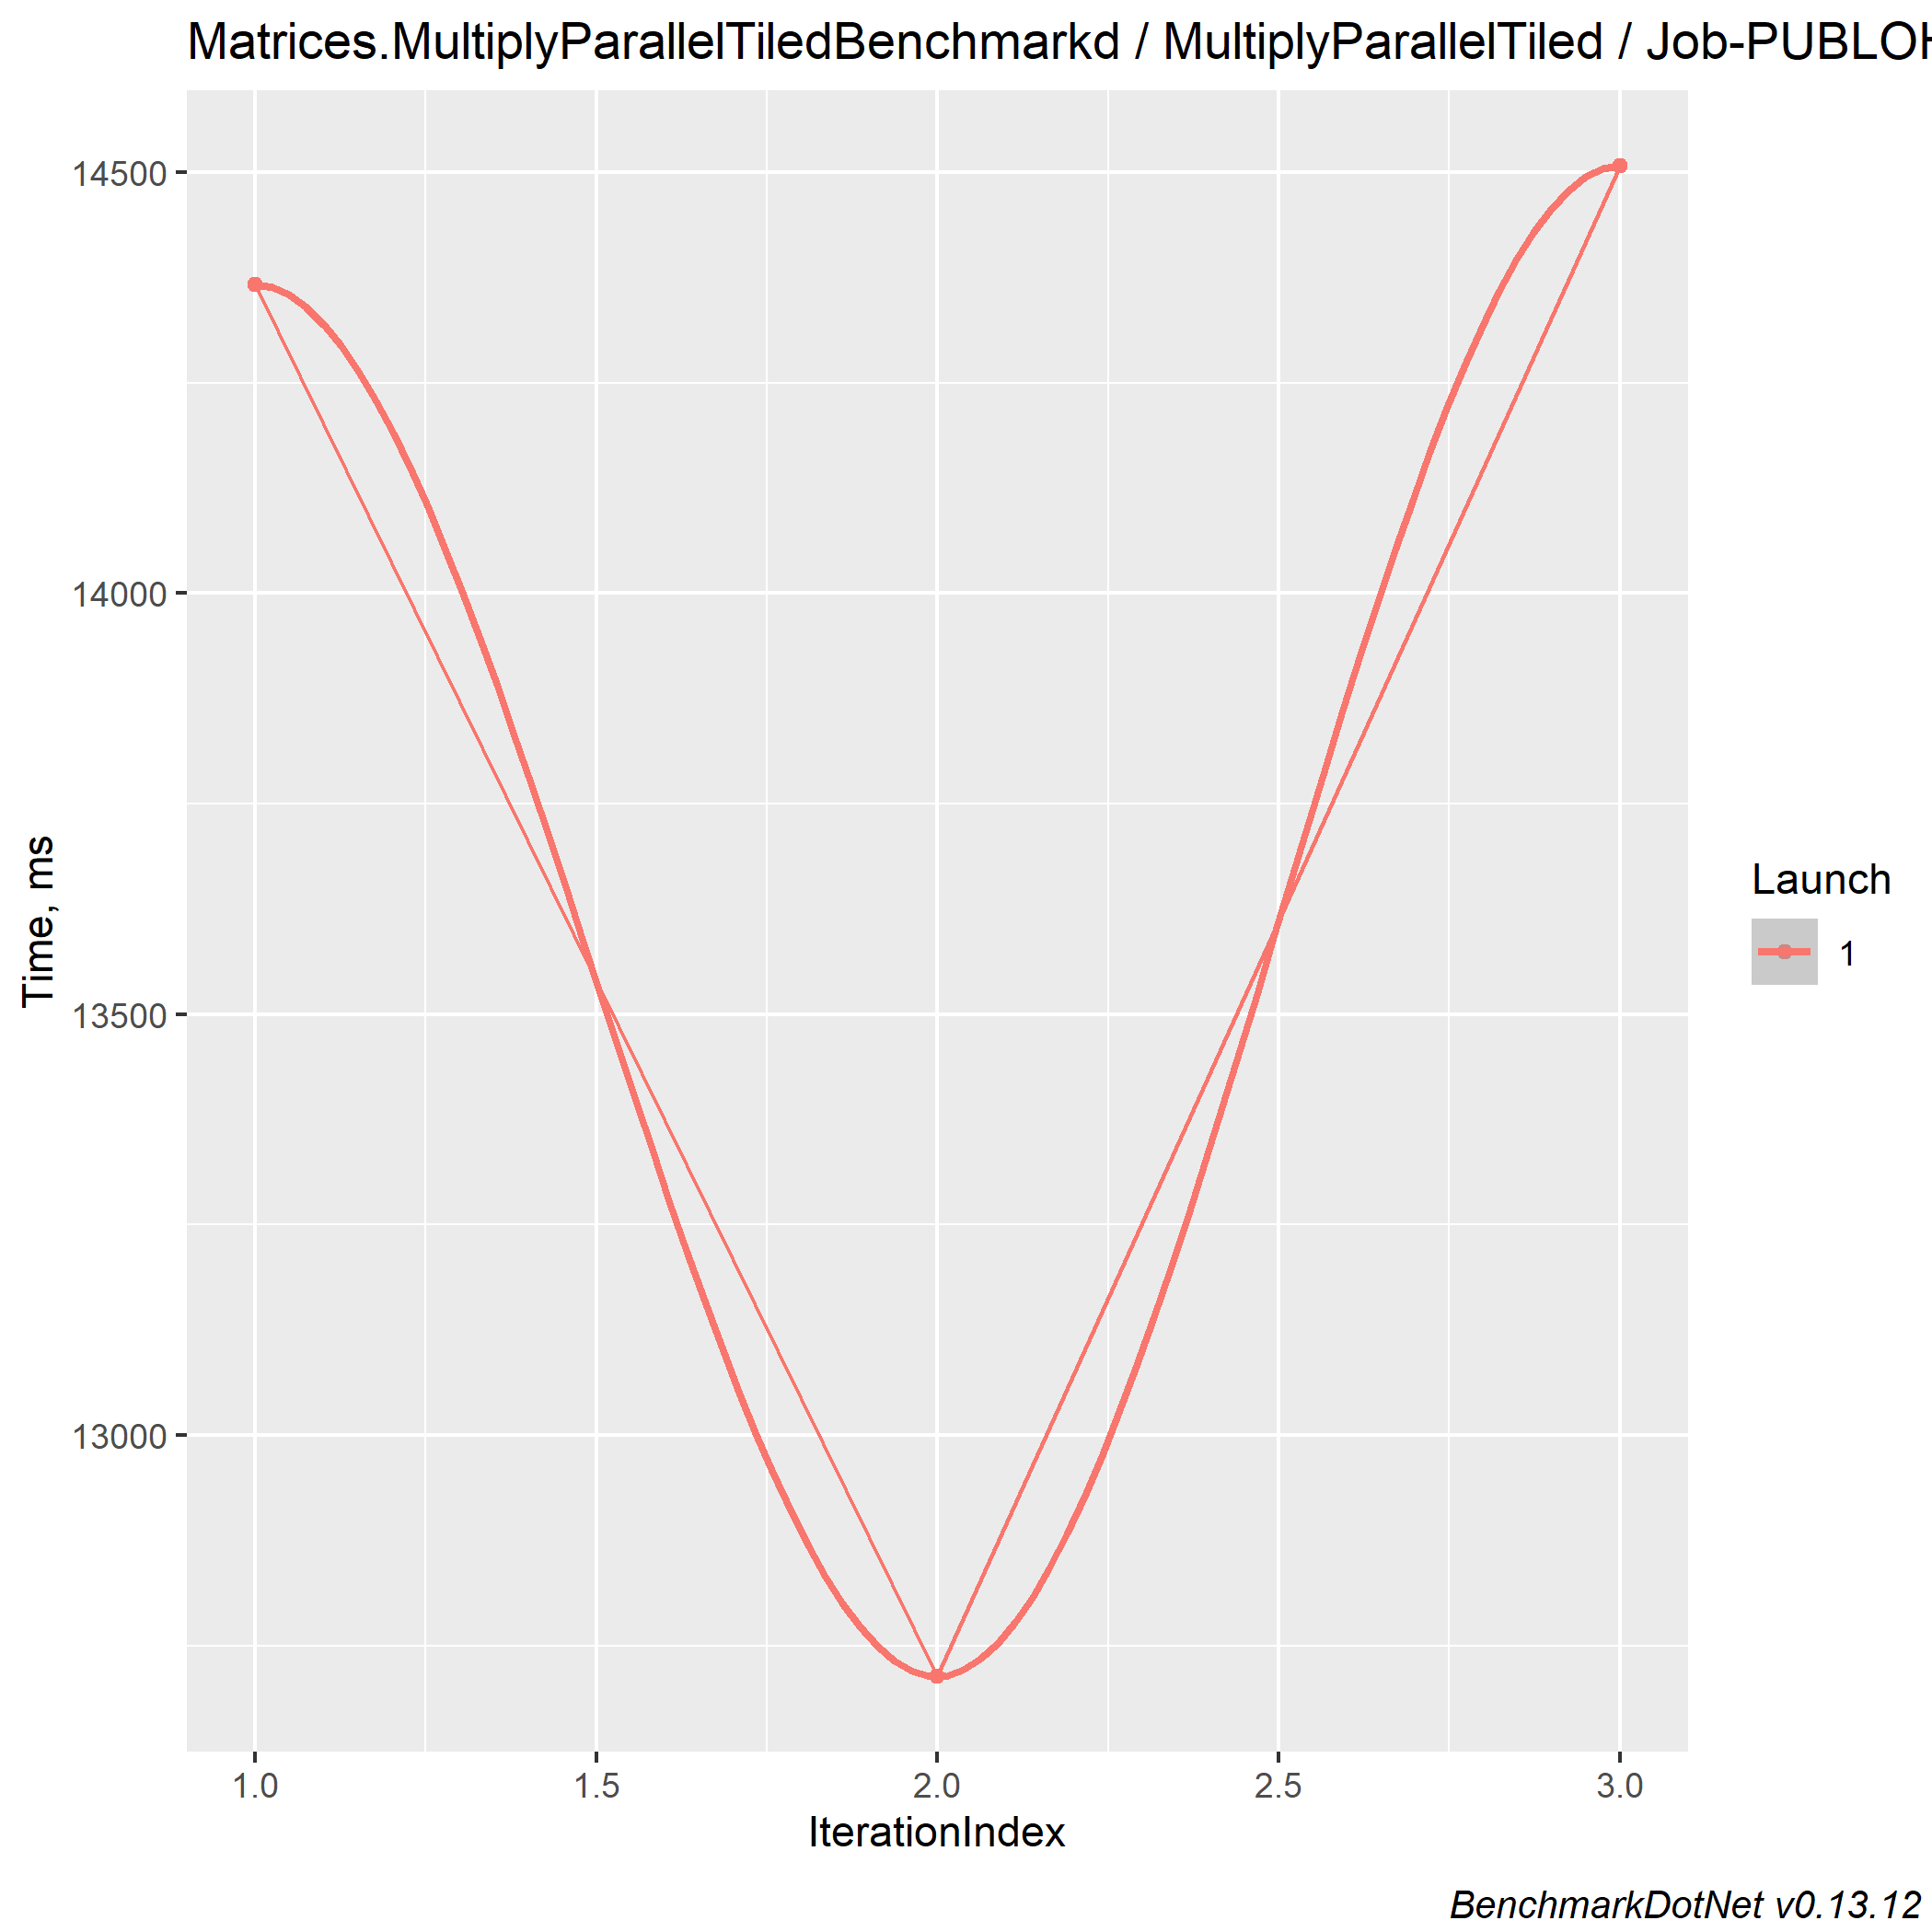 Matrices.MultiplyParallelTiledBenchmarkd / MultiplyParallelTiled / Job-PUBLOH
14500
14000
13500
13000
Time, ms
1.0 1.5 2.0 2.5 3.0
IterationIndex
Launch
1
BenchmarkDotNet v0.13.12